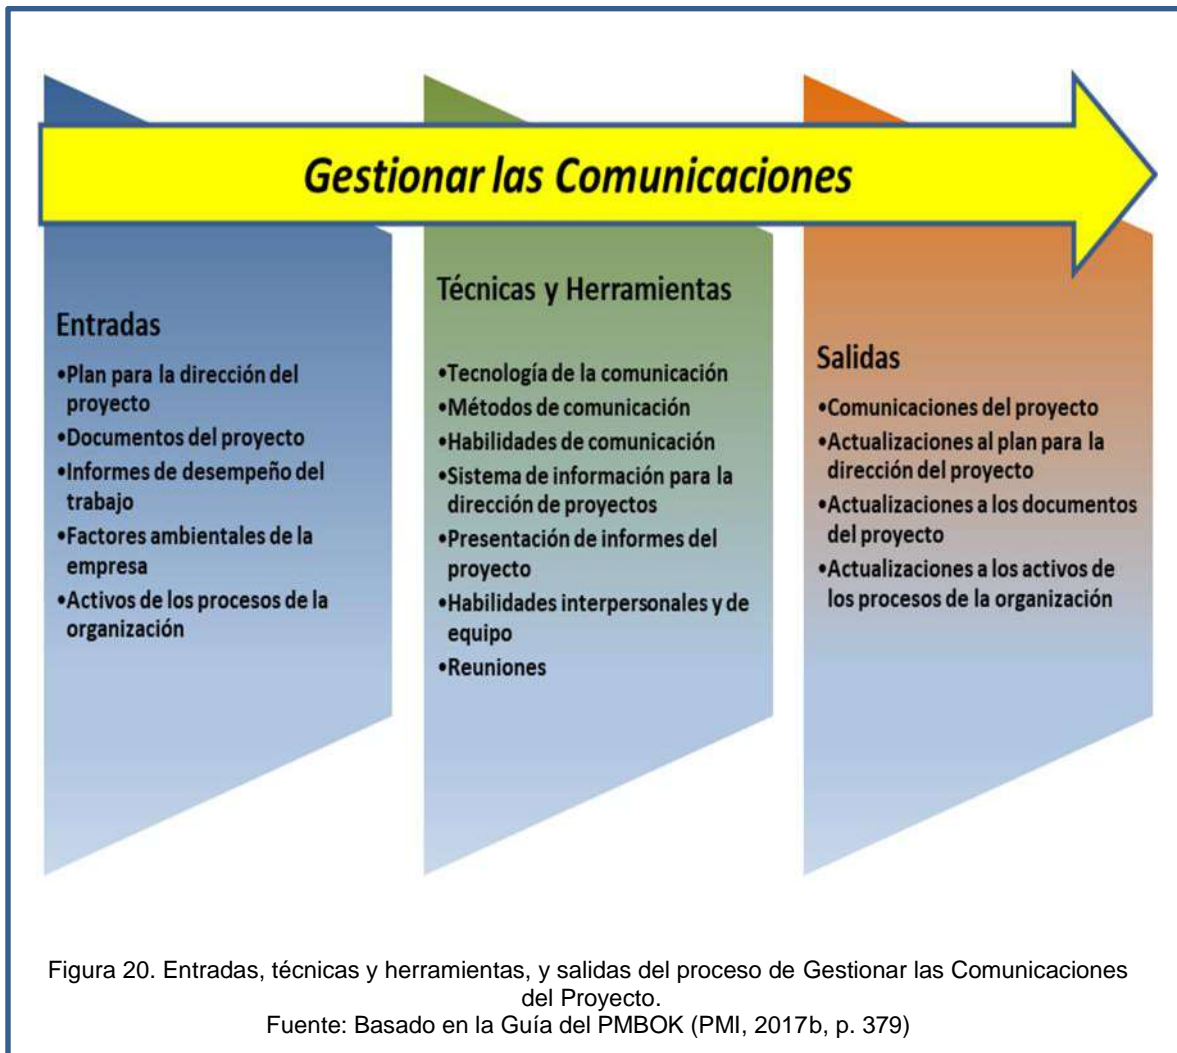 Gestionar las Comunicaciones
Entradas
•Plan para la dirección del
proyecto
•Documentos del proyecto
•Informes de desempeño del
trabajo
•Factores ambientales de la
empresa
•Activos de los procesos de la
organización
Técnicas y Herramientas
•Tecnología de la comunicación
•Métodos de comunicación
•Habilidades de comunicación
•Sistema de información para la
dirección de proyectos
•Presentación de informes del
proyecto
•Habilidades interpersonales y de
equipo
•Reuniones
Salidas
•Comunicaciones del proyecto
•Actualizaciones al plan para la
dirección del proyecto
•Actualizaciones a los documentos
del proyecto
•Actualizaciones a los activos de
los procesos de la organización
Figura 20. Entradas, técnicas y herramientas, y salidas del proceso de Gestionar las Comunicaciones
del Proyecto.
Fuente: Basado en la Guía del PMBOK (PMI, 2017b, p. 379)